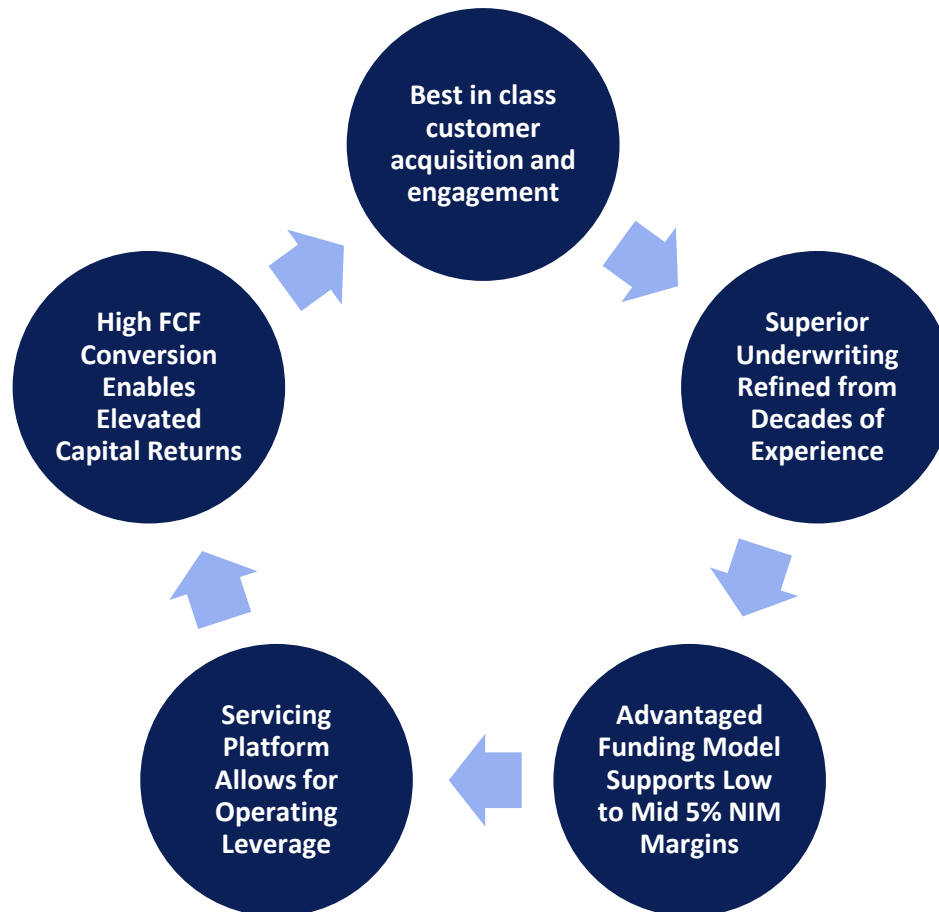 Best in class
customer
acquisition and
engagement
Superior
Underwriting
Refined from
Decades of
Experience
Advantaged
Funding Model
Supports Low
to Mid 5% NIM
Margins
Servicing
Platform
Allows for
Operating
Leverage
High FCF
Conversion
Enables
Elevated
Capital Returns